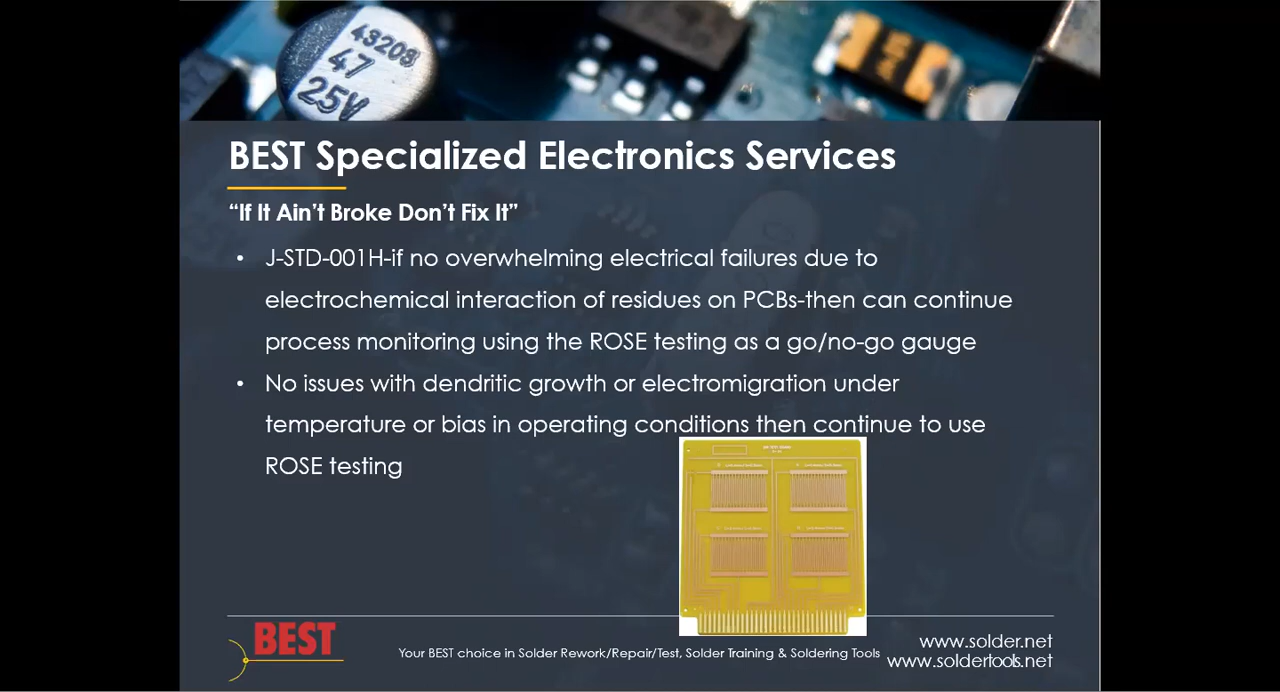 4S20S
47
25V
BEST Specialized Electronics Services
“If It Ain’t Broke Don’t Fix It”
• J-STD-001H-if no overwhelming electrical failures due to
electrochemical interaction of residues on PCBs-then can continue
process monitoring using the ROSE testing as a go/no-go gauge
• No issues with dendritic growth or electromigration under
temperature or bias in operating conditions then continue to use
ROSE testing
BEST
Your BEST choice in Solder Rework/Repair/Test, Solder Training & Soldering Tools
www.solder.net
www.soldertools.net